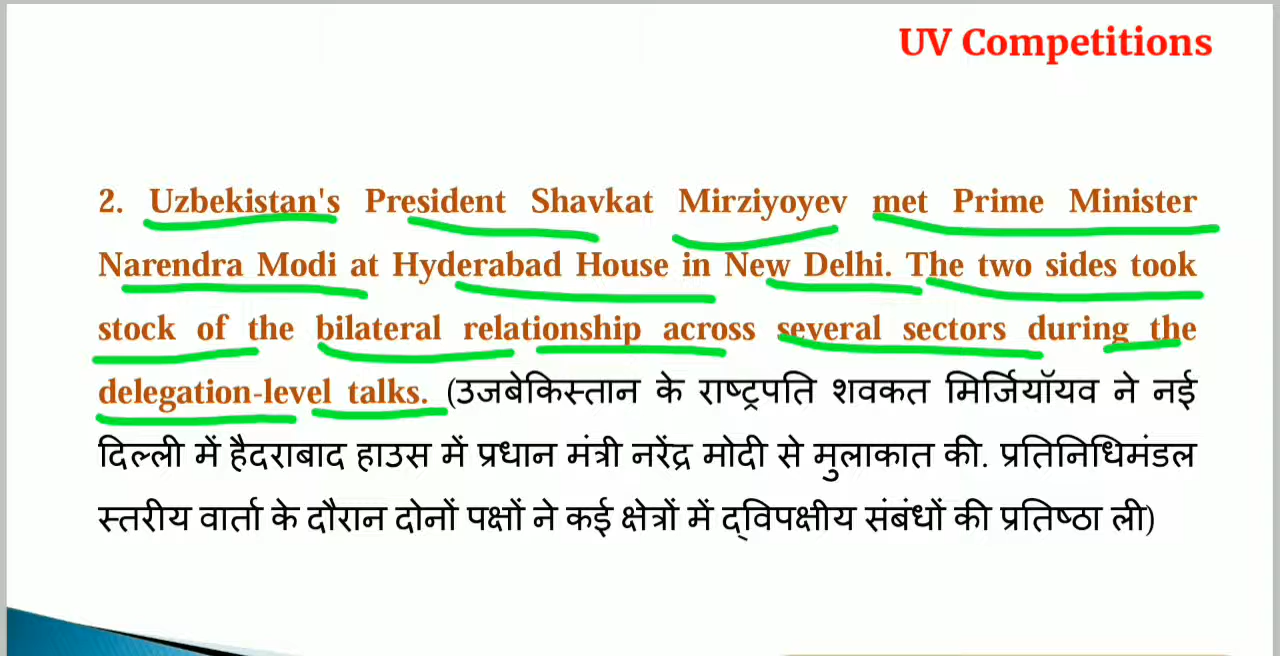 UV Competitions
2. Uzbekistan's President Shavkat Mirziyoyev met Prime Minister
Narendra Modi at Hyderabad House in New Delhi. The two sides took
stock of the bilateral relationship across several sectors during the
delegation-level talks. (उजबेकिस्तान के राष्ट्रपति शवकत मिर्जियॉयव ने नई
दिल्ली में हैदराबाद हाउस में प्रधान मंत्री नरेंद्र मोदी से मुलाकात की. प्रतिनिधिमंडल
स्तरीय वार्ता के दौरान दोनों पक्षों ने कई क्षेत्रों में द्विपक्षीय संबंधों की प्रतिष्ठा ली)